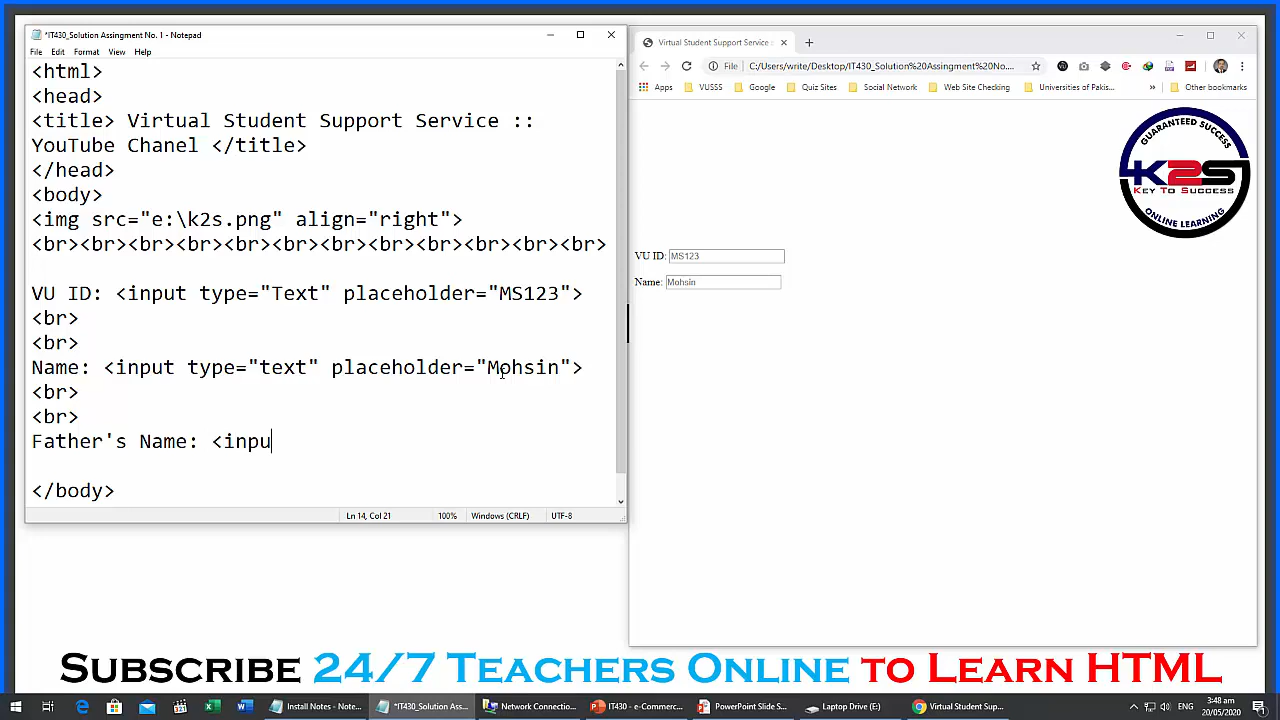 *IT430_Solution Assingment No. 1 - Notepad
File Edit Format View Help
<html>
<head>
<title> Virtual Student Support Service ::
YouTube Chanel </title>
</head>
<body>
<img src="e:\k2s.png" align="right">
<br><br><br><br><br><br><br><br><br><br><br><br>
VU ID: <input type="Text" placeholder="MS123">
<br>
<br>
Name: <input type="text" placeholder="Mohsin">
<br>
<br>
Father's Name: <inpu
</body>
Ln 14, Col 21 100% Windows (CRLF) UTF-8
Virtual Student Support Service :
File C:/Users/write/Desktop/IT430_Solution%20Assingment%20No....
Apps VUSSS Google Quiz Sites Social Network Web Site Checking Universities of Pakis... » Other bookmarks
GUARANTEED SUCCESS
K2S
KEY TO SUCCESS
ONLINE LEARNING
VU ID: MS123
Name: Mohsin
SUBSCRIBE 24/7 TEACHERS ONLINE TO LEARN HTML
Install Notes - Note... *IT430_Solution Ass... Network Connectio... IT430 - e-Commerc... PowerPoint Slide... Laptop Drive (E:) Virtual Student Sup... ENG 3:48 pm
20/05/2020